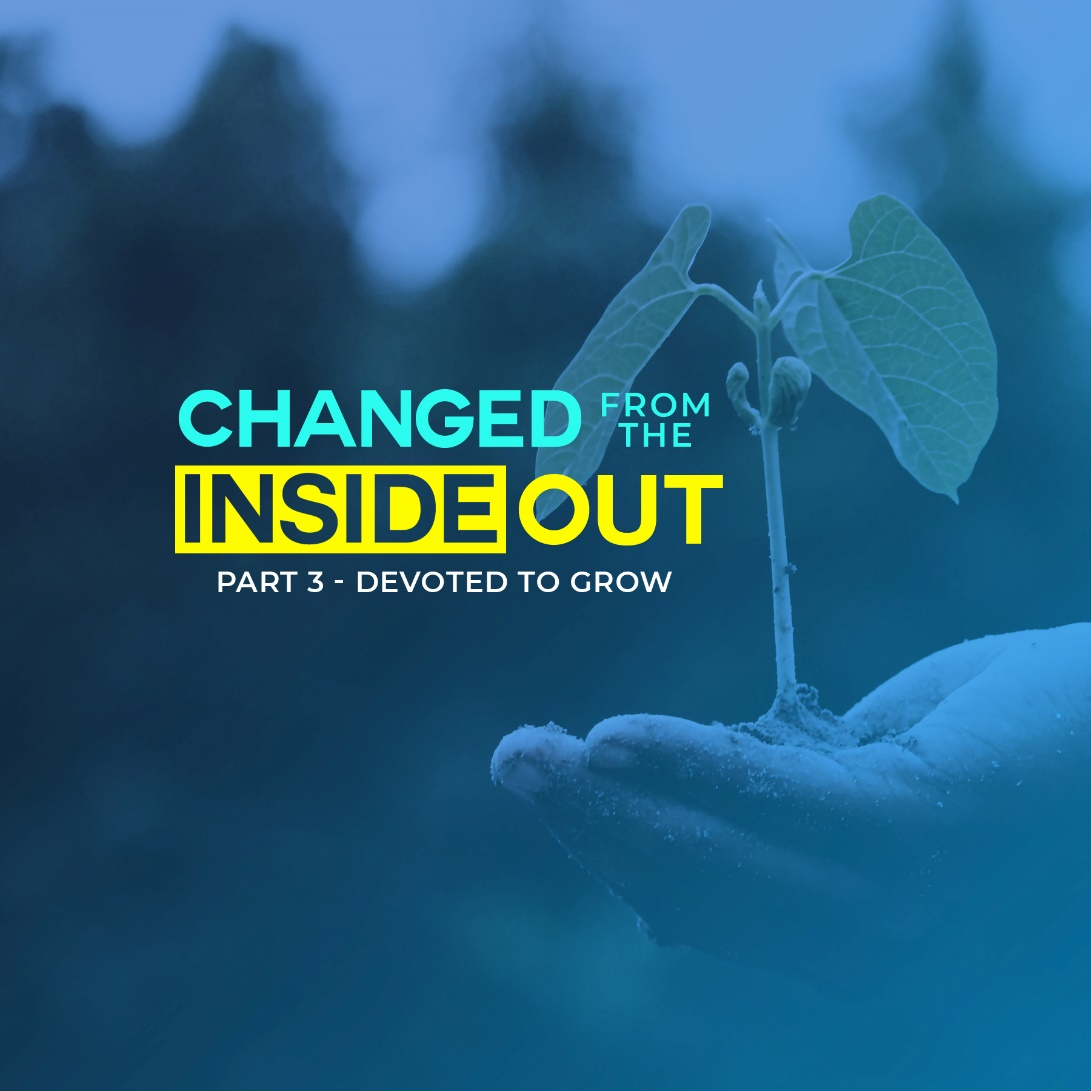 CHANGED FROM THE
INSIDE OUT
PART 3 - DEVOTED TO GROW